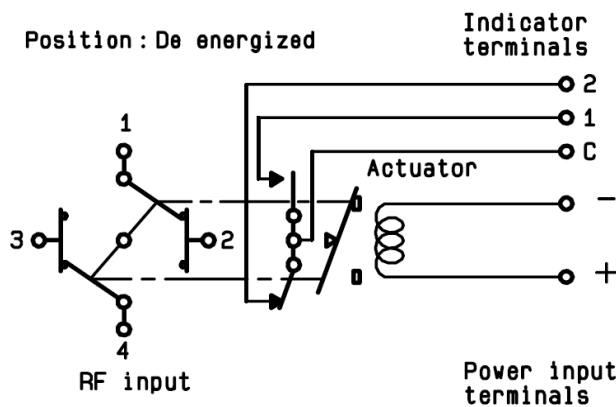 Position : De energized
Indicator
terminals
2
1
C
Actuator
-
+
1
3
2
4
RF input
Power input
terminals